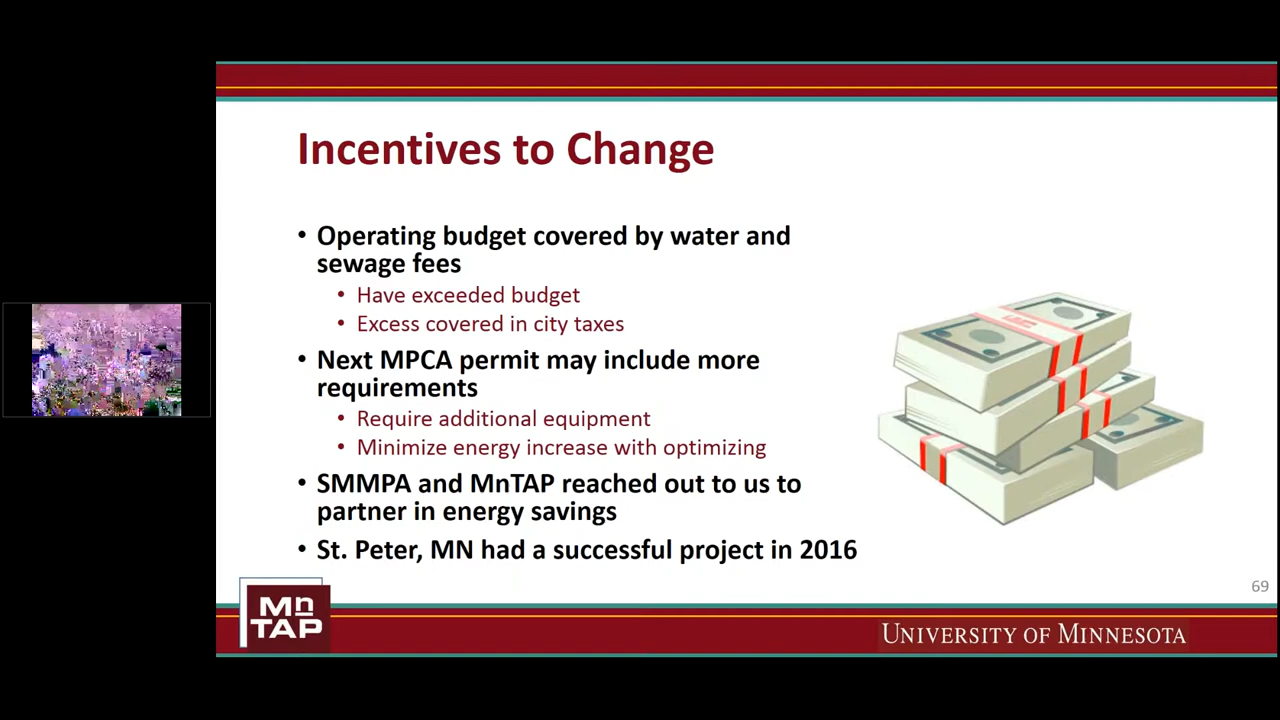 Incentives to Change
• Operating budget covered by water and
sewage fees
• Have exceeded budget
• Excess covered in city taxes
• Next MPCA permit may include more
requirements
• Require additional equipment
• Minimize energy increase with optimizing
• SMMPA and MnTAP reached out to us to
partner in energy savings
• St. Peter, MN had a successful project in 2016
69
Mn
TAP
UNIVERSITY OF MINNESOTA